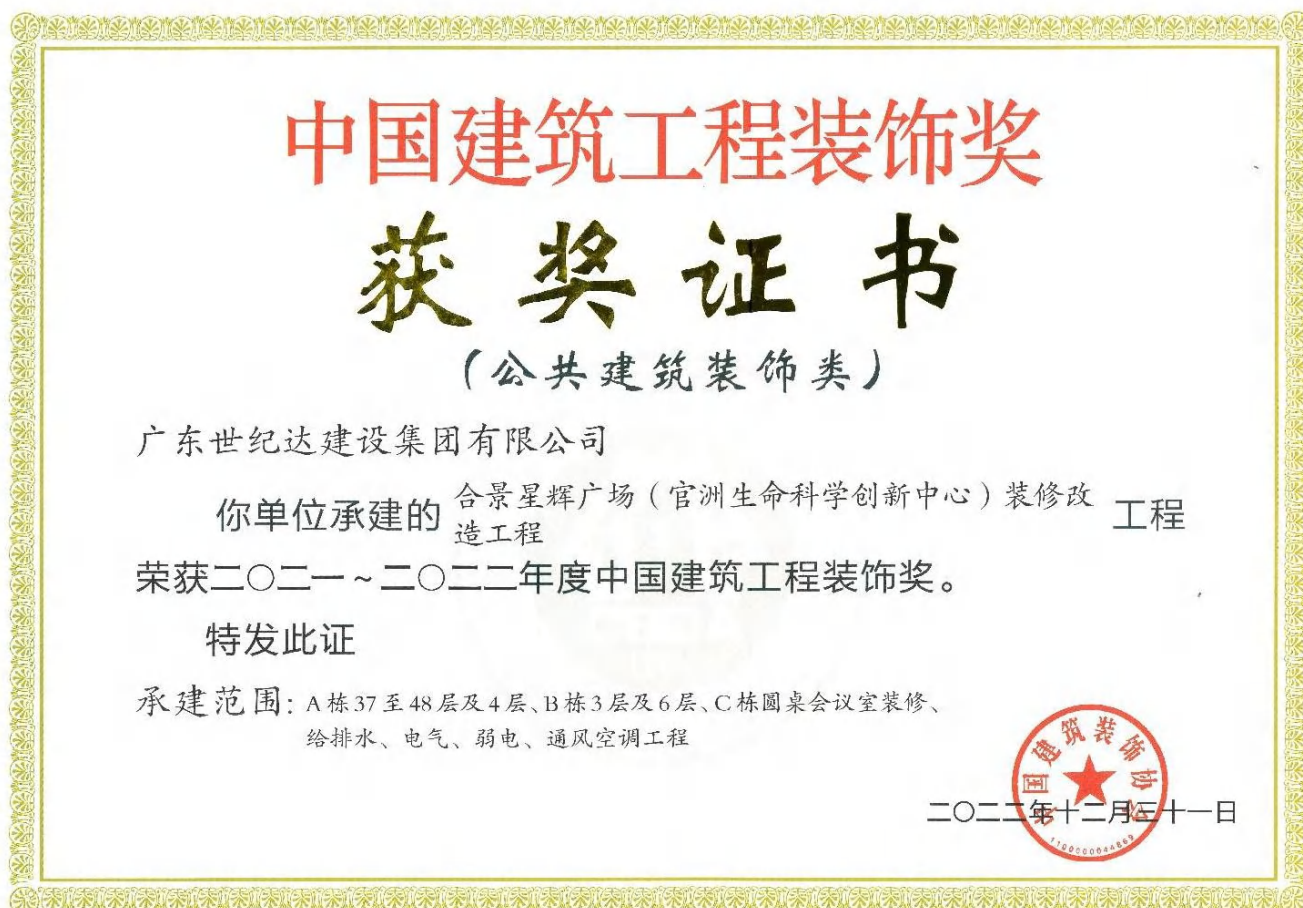 中国建筑工程装饰奖
获奖证书
（公共建筑装饰类）
广东世纪达建设集团有限公司
你单位承建的 合景星辉广场（官洲生命科学创新中心）装修改造工程 工程
荣获二〇二一～二〇二二年度中国建筑工程装饰奖。
特发此证
承建范围：A栋37至48层及4层、B栋3层及6层、C栋圆桌会议室装修、
给排水、电气、弱电、通风空调工程
中国建筑装饰协会
二〇二二年十二月三十一日
1100000044869